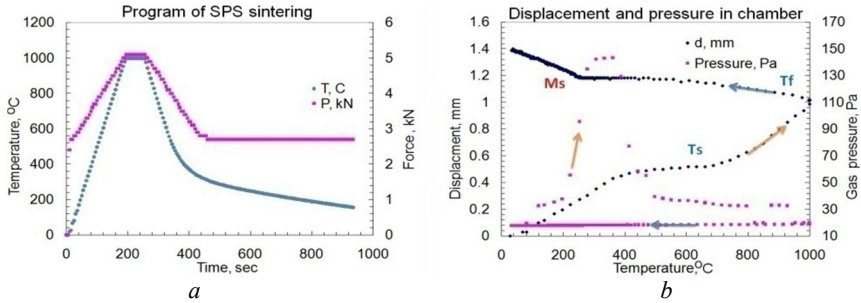 Program of SPS sintering
1200
1000
800
600
400
200
0
Temperature, ºC
6
5
4
3
2
1
0
Force, kN
T, C
P, kN
0 200 400 600 800 1000
Time, sec
a
Displacement and pressure in chamber
1.6
1.4
1.2
1
0.8
0.6
0.4
0.2
0
Displacment, mm
170
150
130
110
90
70
50
30
10
Gas pressure, Pa
d, mm
Pressure, Pa
Ms
Tf
Ts
0 200 400 600 800 1000
Temperature,ºC
b